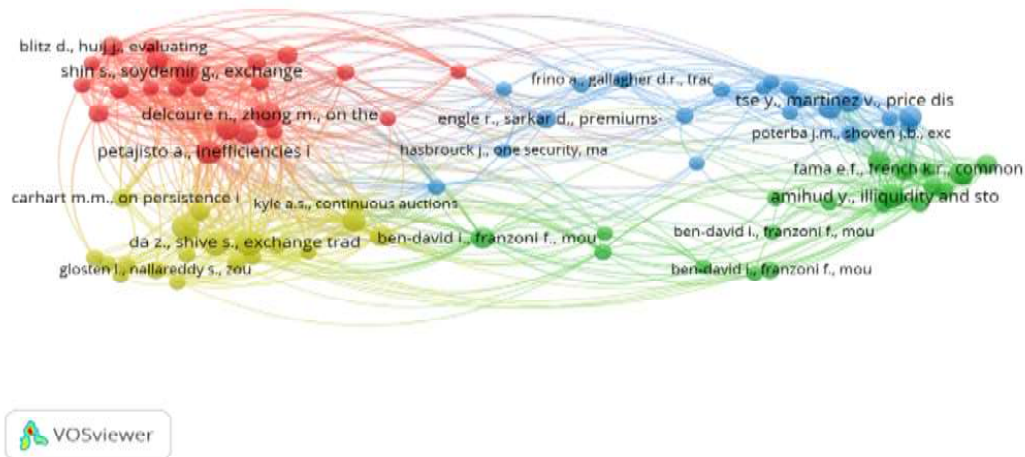 blitz d., huij j., evaluating
shin s., soydemir g., exchange
frino a., gallagher d.r., trac
tse y., martinez v., price dis
delcoure n., zhong m., on the
engle r., sarkar d., premiums-
poterba j.m., shoven j.b., exc
petajisto a., inefficiencies i
hasbrouck j., one security, ma
fama e.f., french k.r., common
carhart m.m., on persistence i
kyle a.s., continuous auctions
amihud y., illiquidity and sto
da z., shive s., exchange trad
ben-david i., franzoni f., mou
ben-david i., franzoni f., mou
glosten l., nallareddy s., zou
ben-david i., franzoni f., mou
VOSviewer